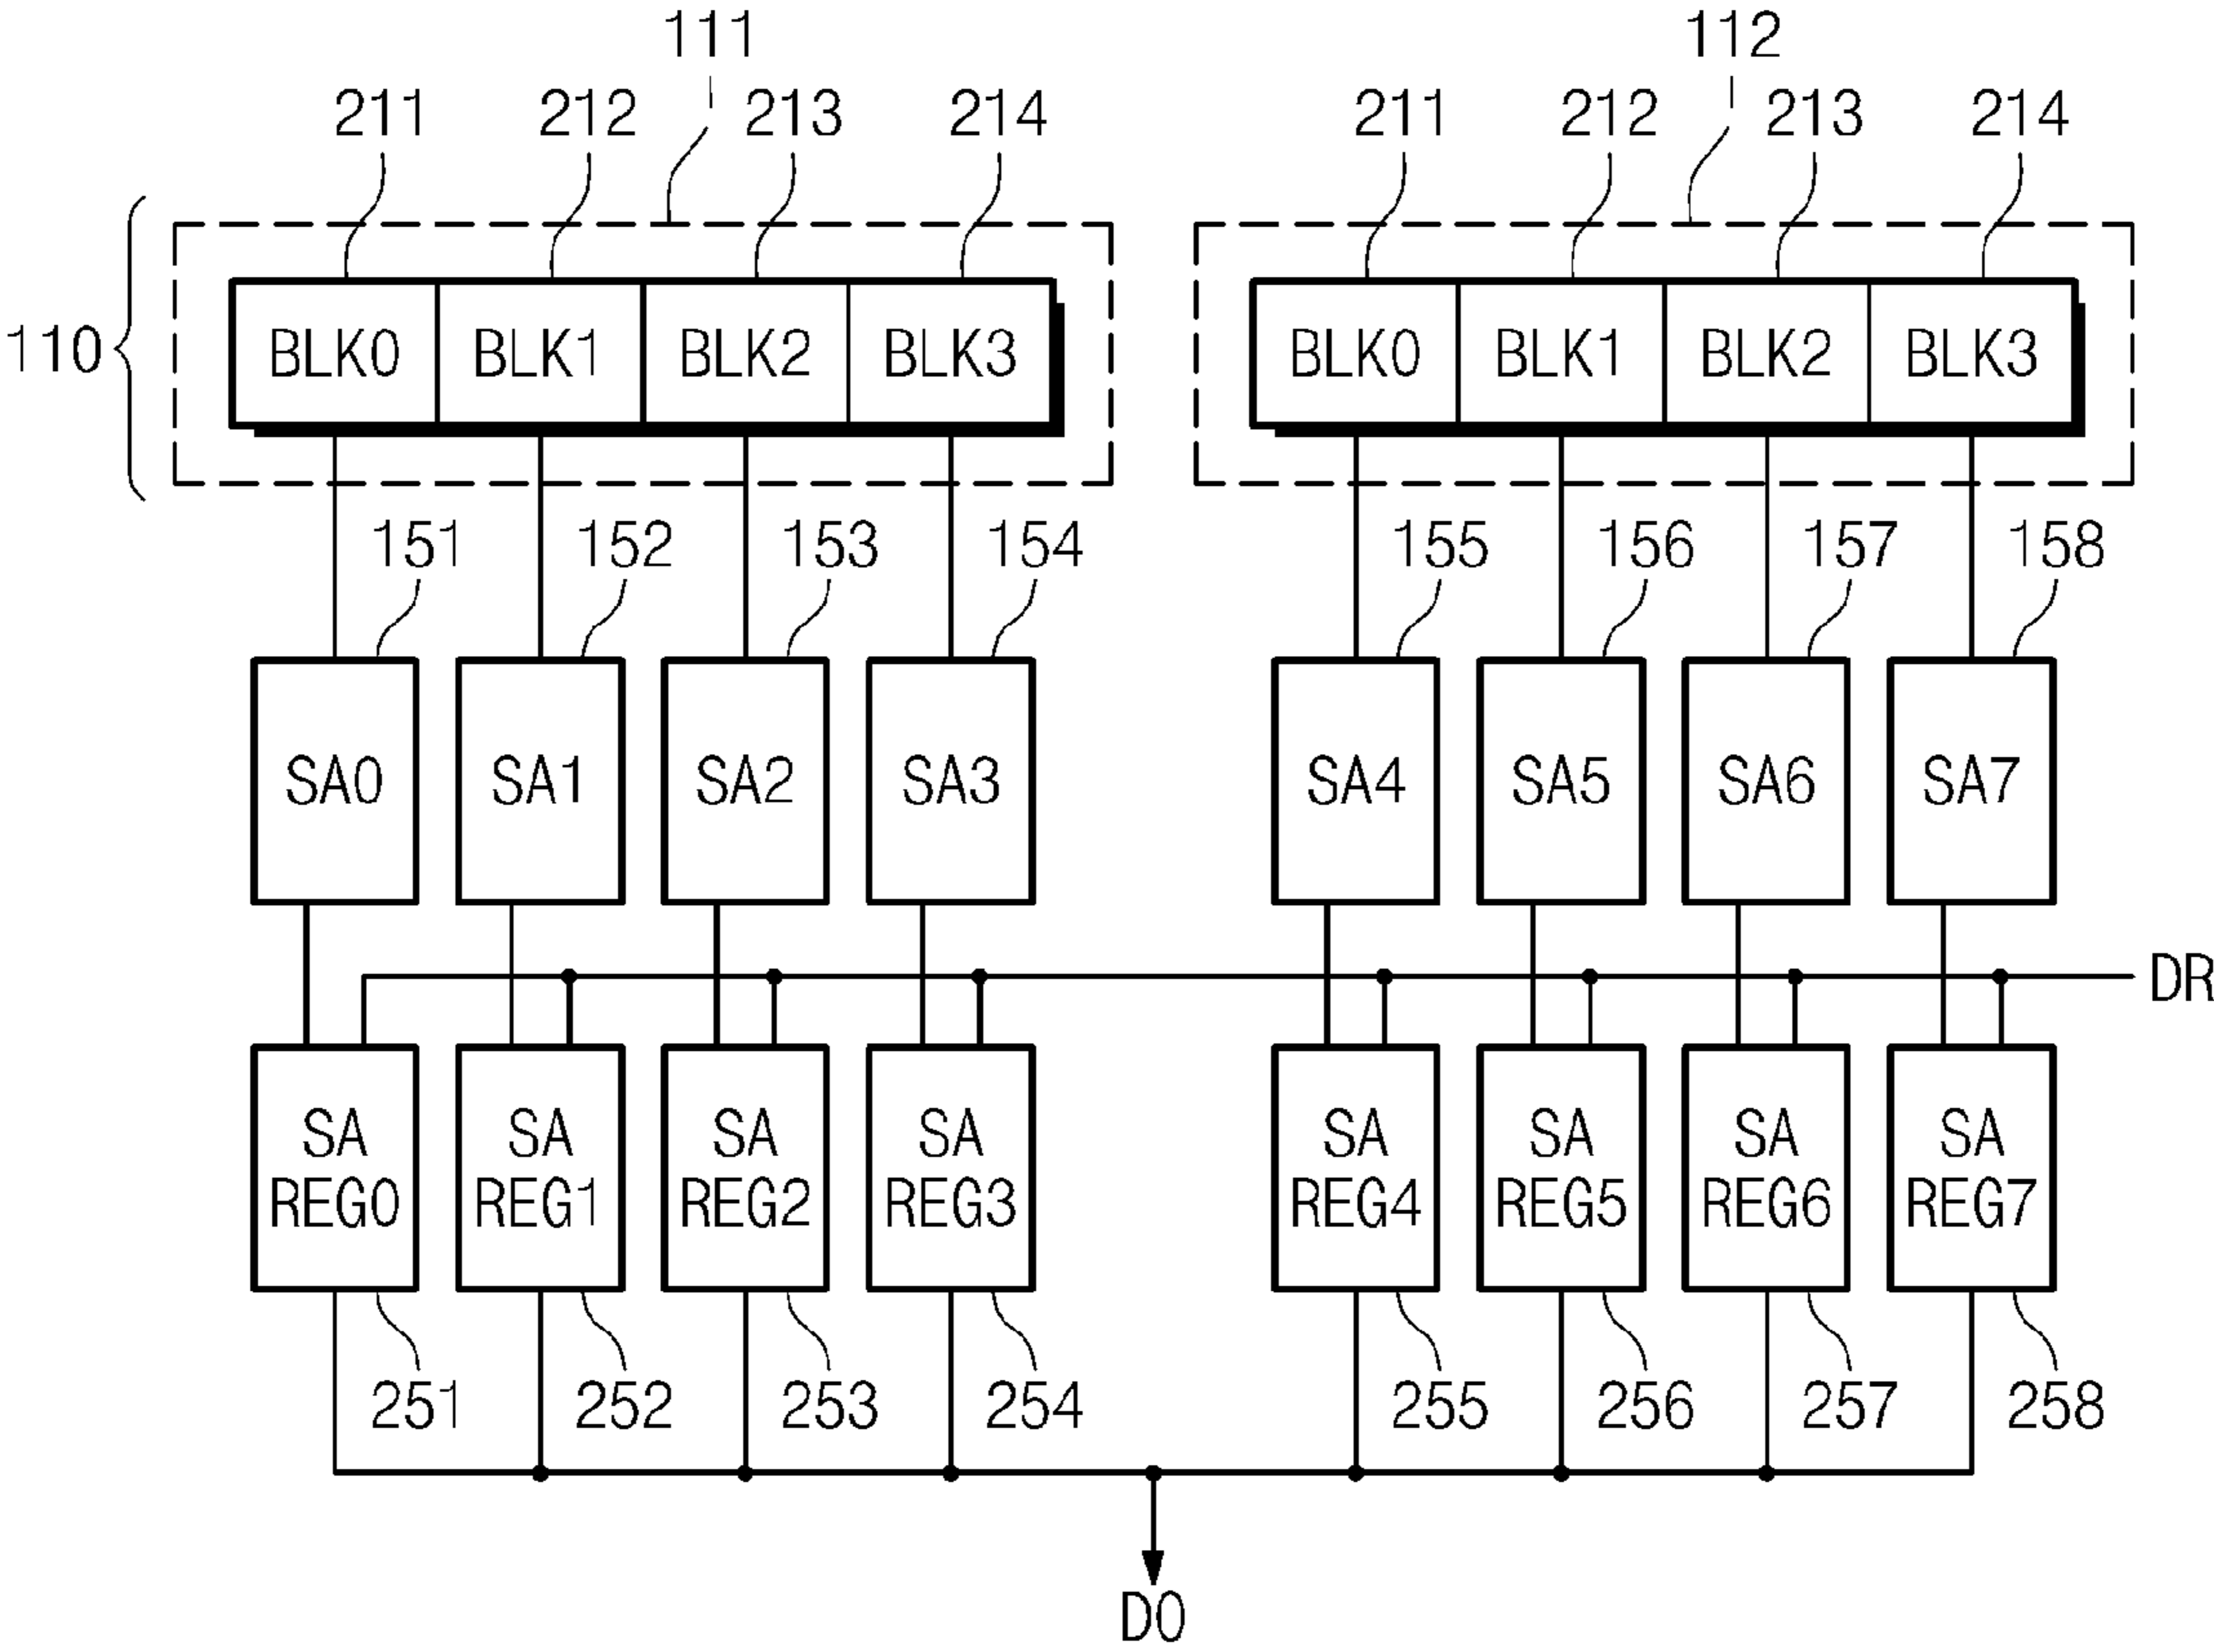 111 112
211 212 213 214 211 212 213 214
110
BLK0 BLK1 BLK2 BLK3 BLK0 BLK1 BLK2 BLK3
151 152 153 154 155 156 157 158
SA0 SA1 SA2 SA3 SA4 SA5 SA6 SA7
DR
SA SA SA SA SA SA SA SA
REG0 REG1 REG2 REG3 REG4 REG5 REG6 REG7
251 252 253 254 255 256 257 258
DO